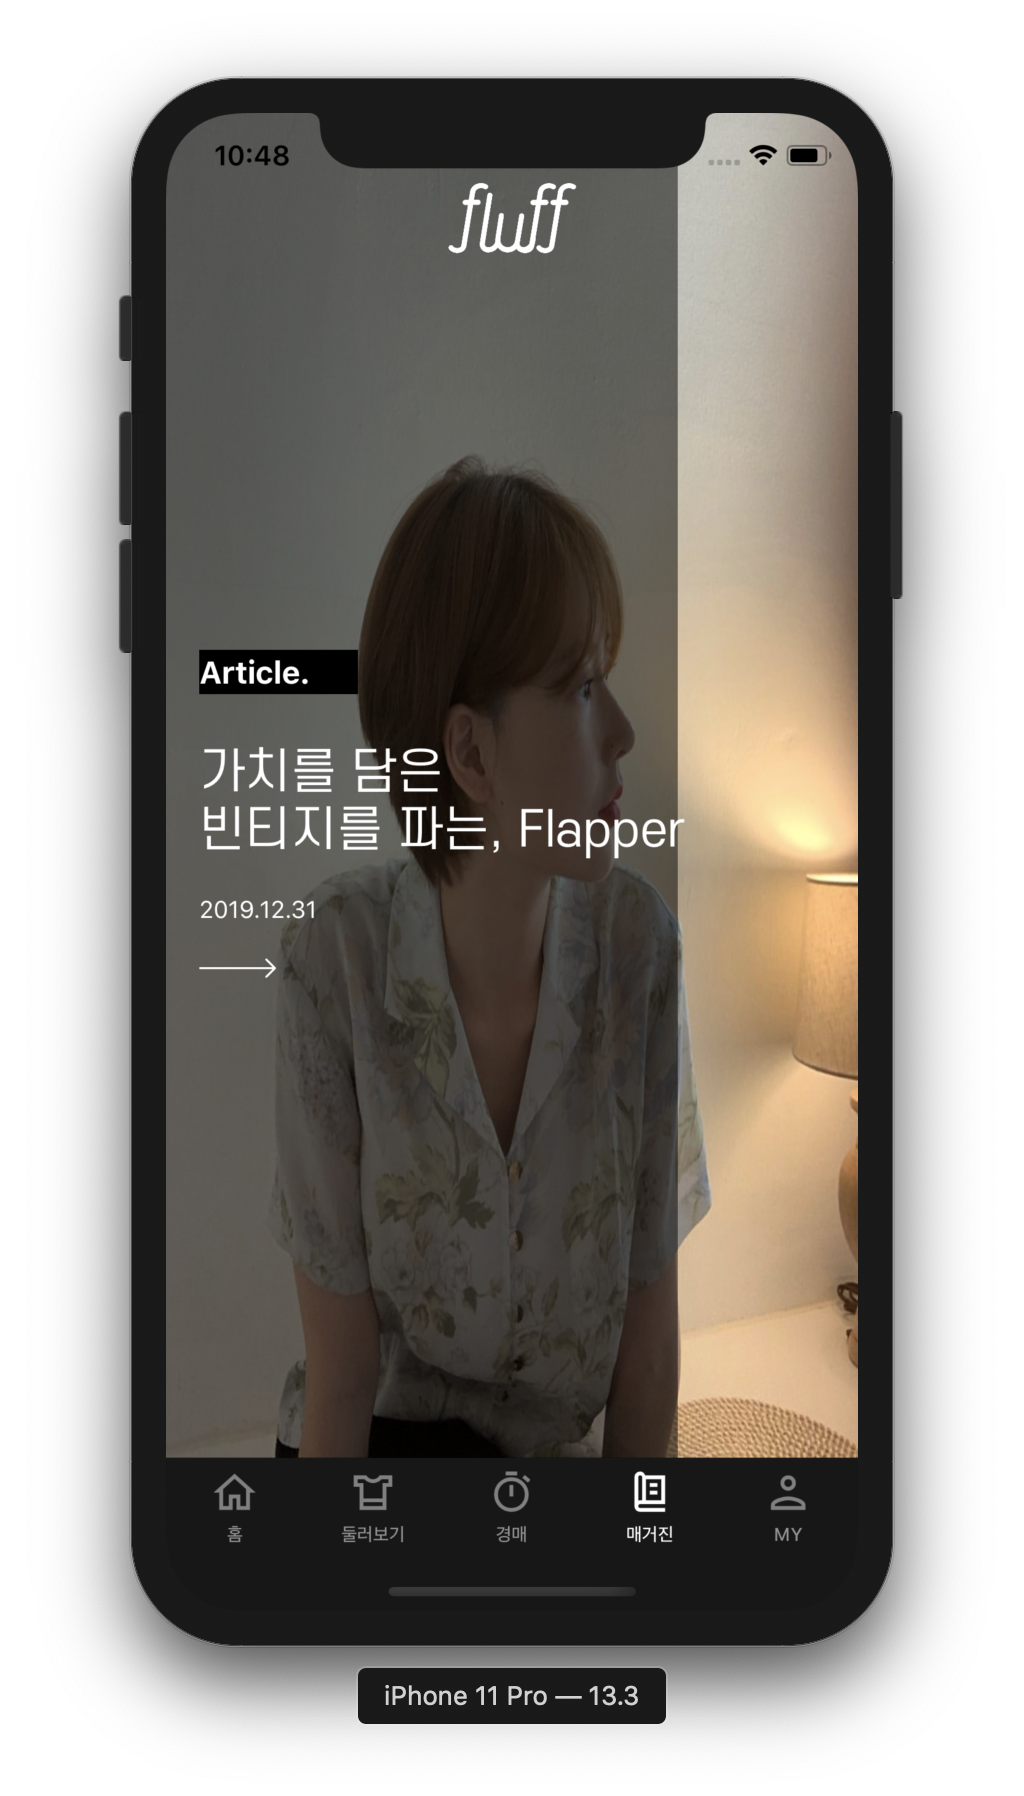 10:48
fluff
Article.
가치를 담은
빈티지를 파는, Flapper
2019.12.31
홈
둘러보기
경매
매거진
MY
iPhone 11 Pro — 13.3